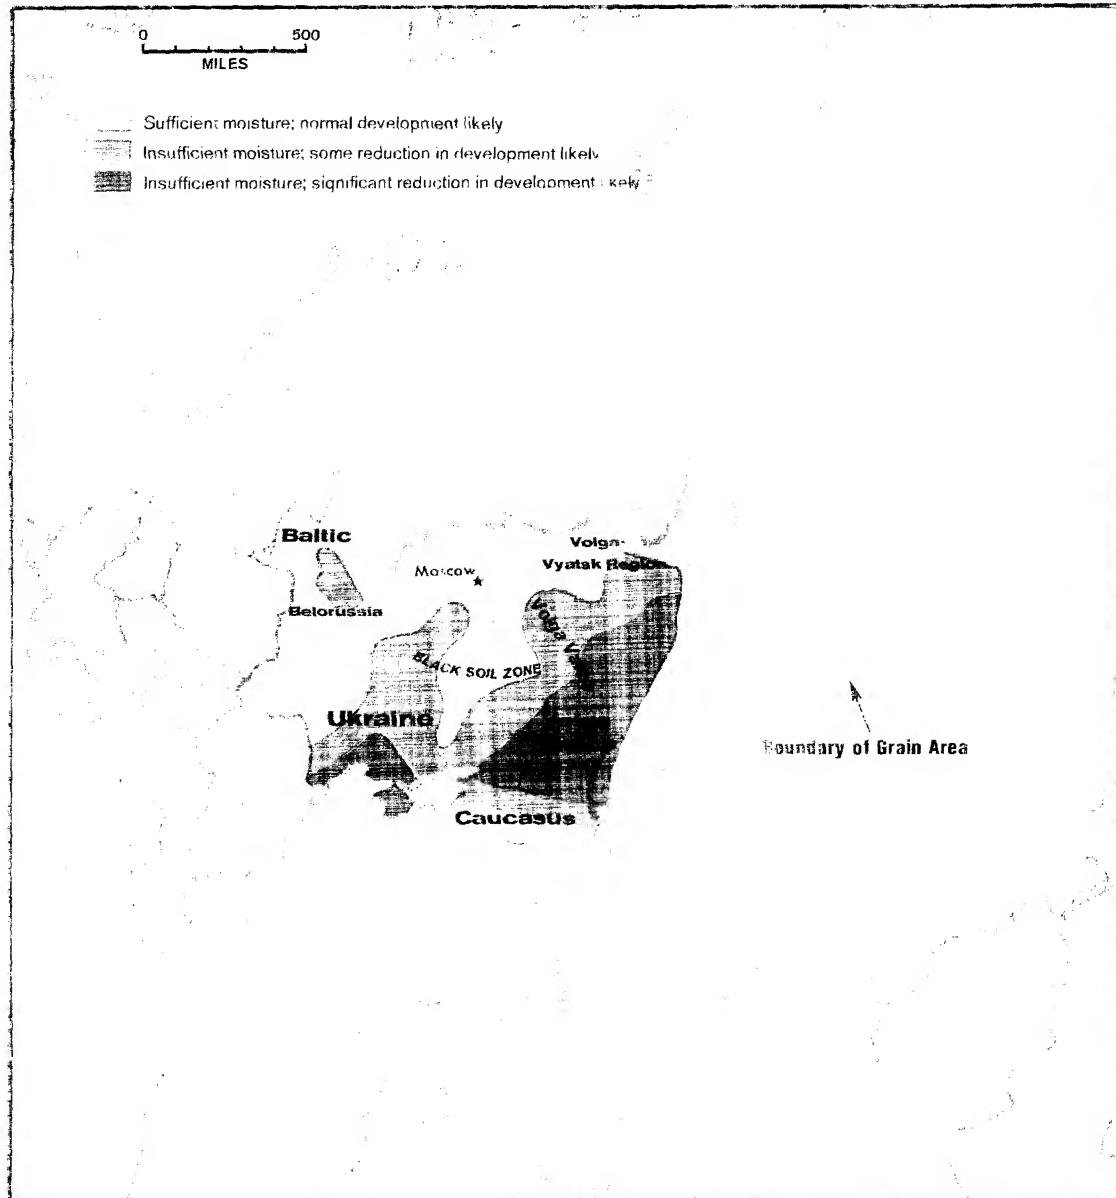 0 500
MILES
Sufficient moisture; normal development likely
Insufficient moisture; some reduction in development likely
Insufficient moisture; significant reduction in development
Baltic
Volga-
Vyatsk Region
Moscow
Belorussia
Volga
BLACK SOIL ZONE
Ukraine
Boundary of Grain Area
Caucasus